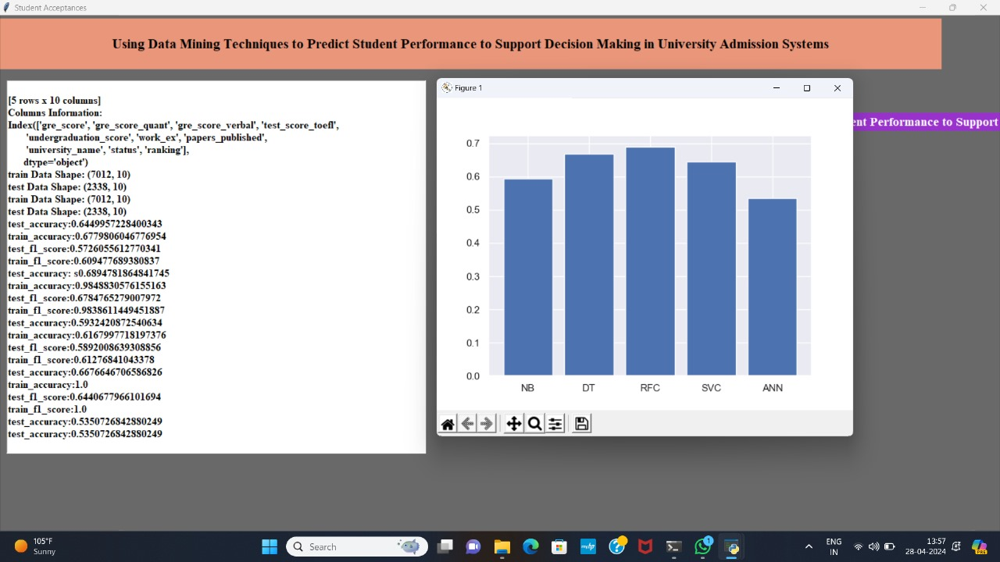 Student Acceptances
Using Data Mining Techniques to Predict Student Performance to Support Decision Making in University Admission Systems
[5 rows x 10 columns]
Columns Information:
Index(['gre_score', 'gre_score_quant', 'gre_score_verbal', 'test_score_toefl',
'undergraduation_score', 'work_ex', 'papers_published',
'university_name', 'status', 'ranking'],
dtype='object')
train Data Shape: (7012, 10)
test Data Shape: (2338, 10)
train Data Shape: (7012, 10)
test Data Shape: (2338, 10)
test_accuracy:0.6449957228400343
train_accuracy:0.6779806046776954
test_f1_score:0.5726055612770341
train_f1_score:0.609477689380837
test_accuracy: s0.6894781864841745
train_accuracy:0.9848830576155163
test_f1_score:0.6784765279007972
train_f1_score:0.9838611449451887
test_accuracy:0.5932420872540634
train_accuracy:0.6167997718197376
test_f1_score:0.5892008639308856
train_f1_score:0.61276841043378
test_accuracy:0.6676646706586826
train_accuracy:1.0
test_f1_score:0.6440677966101694
train_f1_score:1.0
test_accuracy:0.5350726842880249
test_accuracy:0.5350726842880249
Figure 1
0.7
0.6
0.5
0.4
0.3
0.2
0.1
0.0
NB DT RFC SVC ANN
ent Performance to Support
105°F
Sunny
Search
myhp
1
ENG
IN
13:57
28-04-2024
PRE